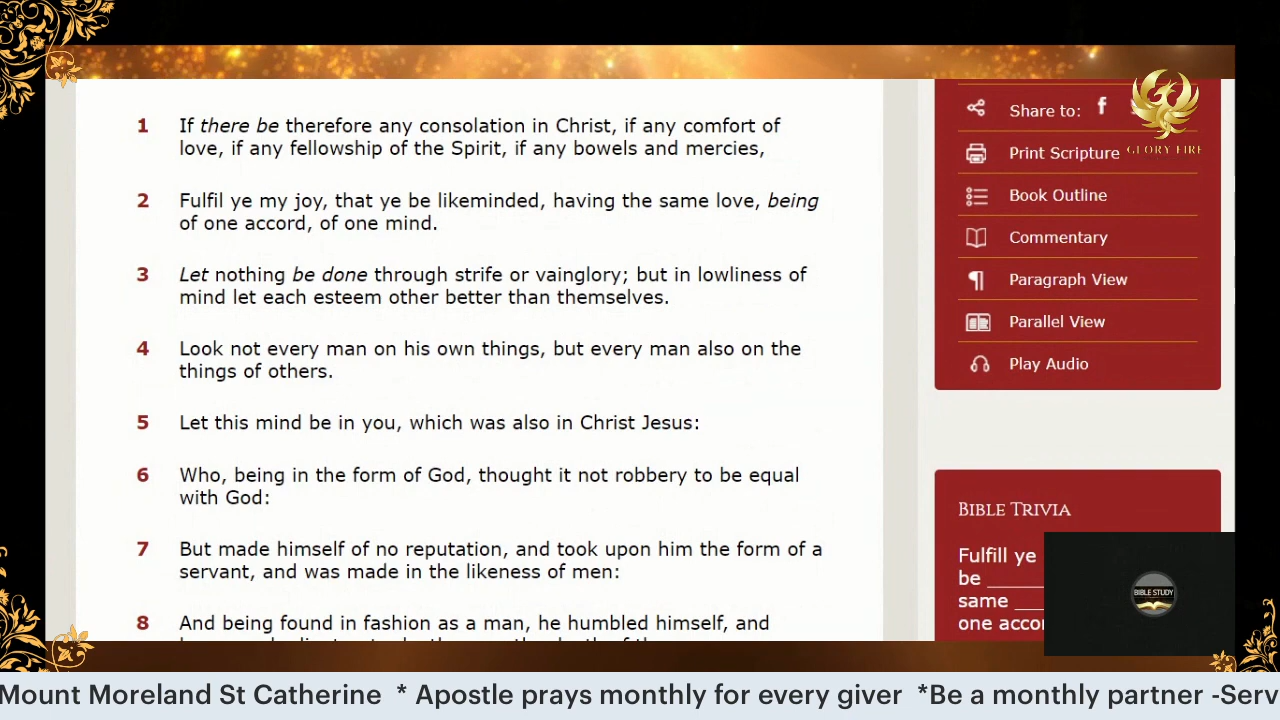 1 If there be therefore any consolation in Christ, if any comfort of
love, if any fellowship of the Spirit, if any bowels and mercies,
2 Fulfil ye my joy, that ye be likeminded, having the same love, being
of one accord, of one mind.
3 Let nothing be done through strife or vainglory; but in lowliness of
mind let each esteem other better than themselves.
4 Look not every man on his own things, but every man also on the
things of others.
5 Let this mind be in you, which was also in Christ Jesus:
6 Who, being in the form of God, thought it not robbery to be equal
with God:
7 But made himself of no reputation, and took upon him the form of a
servant, and was made in the likeness of men:
8 And being found in fashion as a man, he humbled himself, and
Share to: f
Print Scripture
Book Outline
Commentary
Paragraph View
Parallel View
Play Audio
GLORY FIRE
BIBLE TRIVIA
Fulfill ye
be ______
same ___
one accor
BIBLE STUDY
Mount Moreland St Catherine * Apostle prays monthly for every giver *Be a monthly partner -Serv